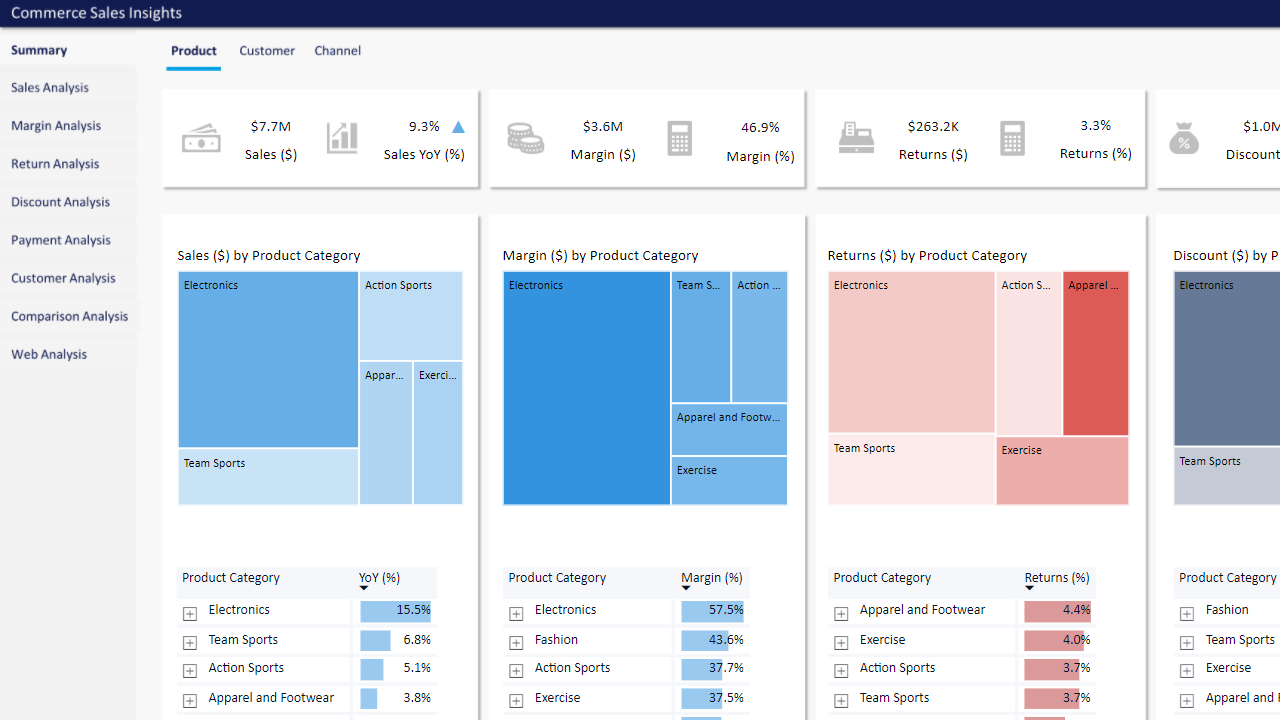 Commerce Sales Insights
Summary
Sales Analysis
Margin Analysis
Return Analysis
Discount Analysis
Payment Analysis
Customer Analysis
Comparison Analysis
Web Analysis
Product Customer Channel
$7.7M
Sales ($)
9.3%
Sales YoY (%)
$3.6M
Margin ($)
46.9%
Margin (%)
$263.2K
Returns ($)
3.3%
Returns (%)
$1.0M
Discount
Sales ($) by Product Category
Electronics
Action Sports
Appar...
Exerci...
Team Sports
Margin ($) by Product Category
Electronics
Team S...
Action ...
Apparel and Footw...
Exercise
Returns ($) by Product Category
Electronics
Action S...
Apparel ...
Team Sports
Exercise
Discount ($) by P
Electronics
Team Sports
Product Category YoY (%)
Electronics 15.5%
Team Sports 6.8%
Action Sports 5.1%
Apparel and Footwear 3.8%
Product Category Margin (%)
Electronics 57.5%
Fashion 43.6%
Action Sports 37.7%
Exercise 37.5%
Product Category Returns (%)
Apparel and Footwear 4.4%
Exercise 4.0%
Action Sports 3.7%
Team Sports 3.7%
Product Category
Fashion
Team Sports
Exercise
Apparel and